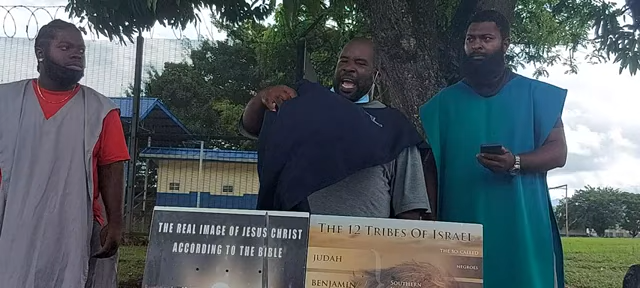 THE REAL IMAGE OF JESUS CHRIST
ACCORDING TO THE BIBLE
THE 12 TRIBES OF ISRAEL
JUDAH
THE SO CALLED
NEGROES
BENJAMIN
SOUTHERN